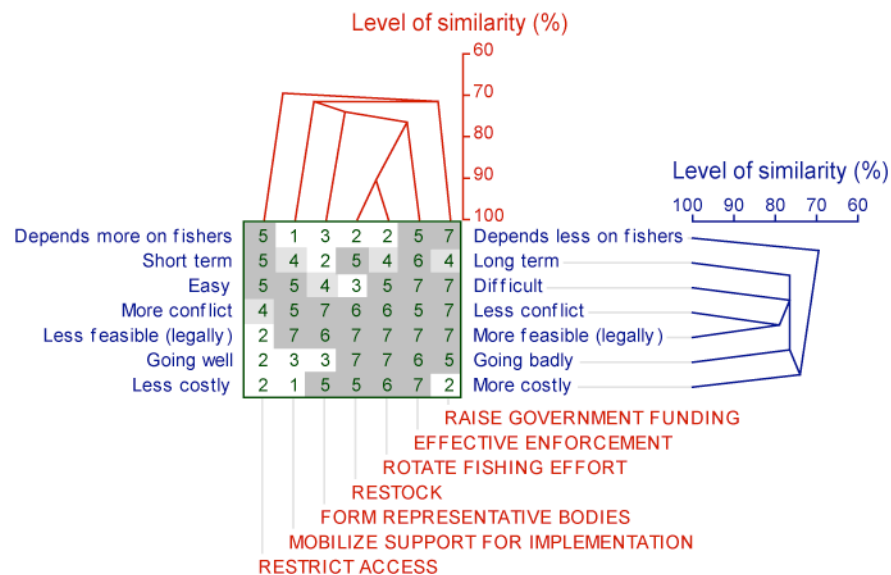 Level of similarity (%)
60
70
80
90
100
Level of similarity (%)
100 90 80 70 60
Depends more on fishers 5 1 3 2 2 5 7 Depends less on fishers
Short term 5 4 2 5 4 6 4 Long term
Easy 5 5 4 3 5 7 7 Difficult
More conflict 4 5 7 6 6 5 7 Less conflict
Less feasible (legally) 2 7 6 7 7 7 7 More feasible (legally)
Going well 2 3 3 7 7 6 5 Going badly
Less costly 2 1 5 5 6 7 2 More costly
RAISE GOVERNMENT FUNDING
EFFECTIVE ENFORCEMENT
ROTATE FISHING EFFORT
RESTOCK
FORM REPRESENTATIVE BODIES
MOBILIZE SUPPORT FOR IMPLEMENTATION
RESTRICT ACCESS